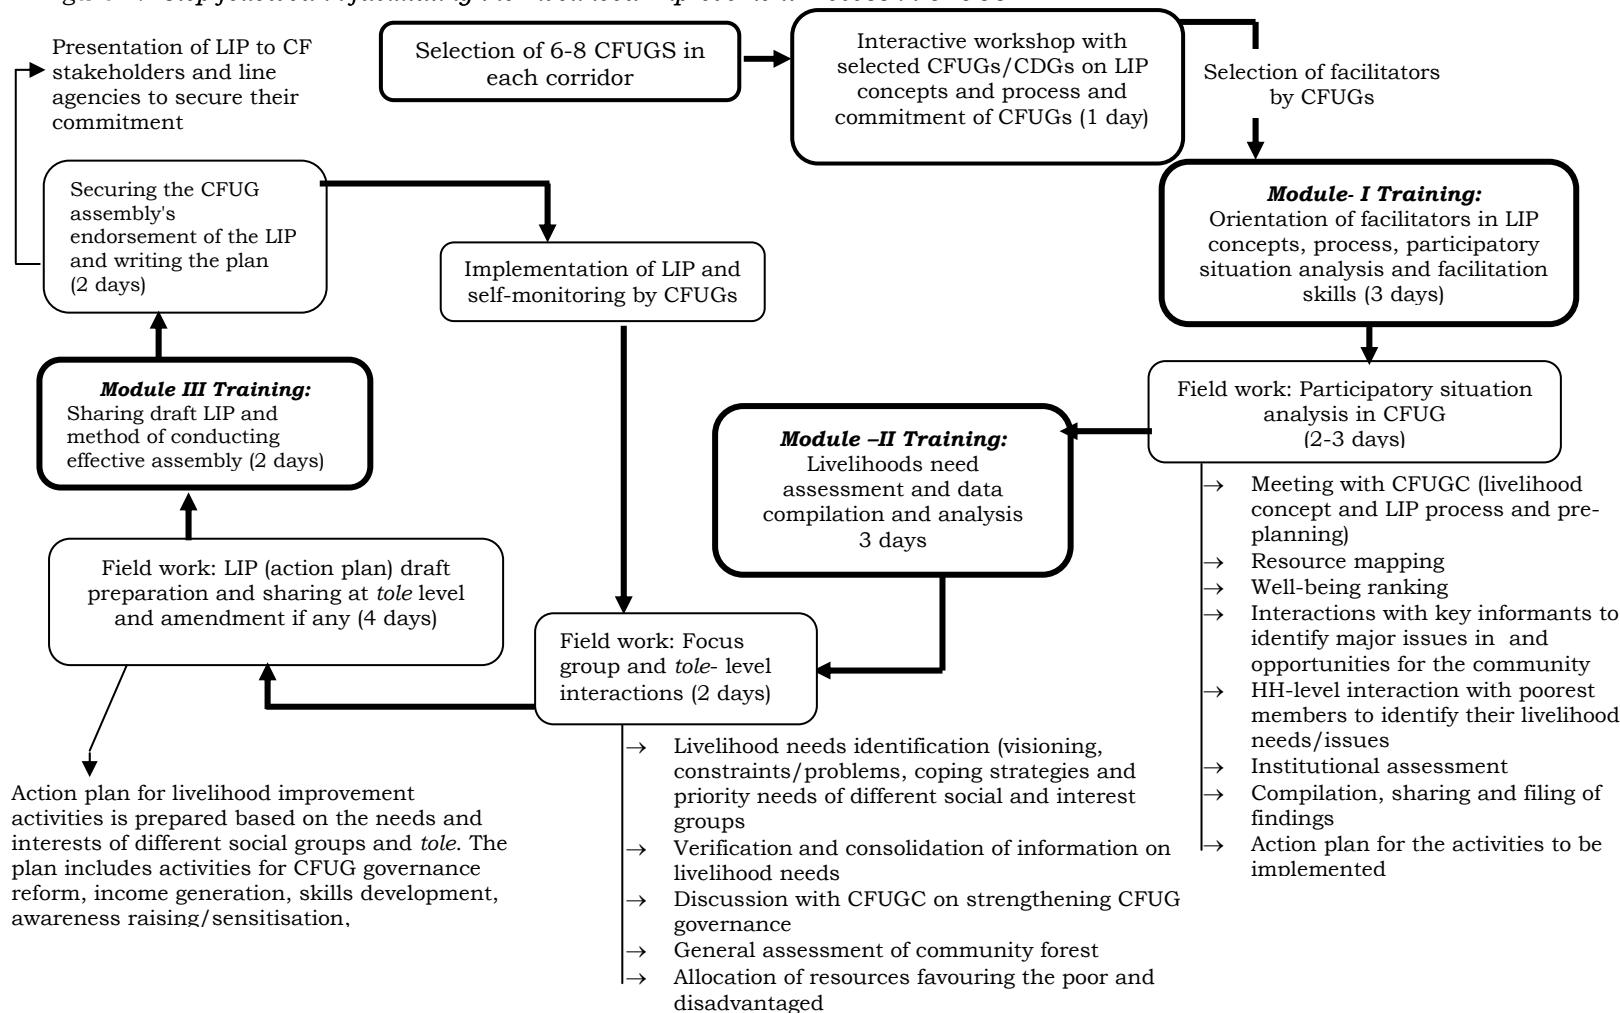 Step followed in facilitating the Livelihood Improvement Process at
Selection of 6-8 CFUGS in
each corridor
Interactive workshop with
selected CFUGs/CDGs on LIP
concepts and process and
commitment of CFUGs (1 day)
Selection of facilitators
by CFUGs
Module- I Training:
Orientation of facilitators in LIP
concepts, process, participatory
situation analysis and facilitation
skills (3 days)
Field work: Participatory situation
analysis in CFUG
(2-3 days)
→ Meeting with CFUGC (livelihood
concept and LIP process and pre-
planning)
→ Resource mapping
→ Well-being ranking
→ Interactions with key informants to
identify major issues in and
opportunities for the community
→ HH-level interaction with poorest
members to identify their livelihood
needs/issues
→ Institutional assessment
→ Compilation, sharing and filing of
findings
→ Action plan for the activities to be
implemented
Module –II Training:
Livelihoods need
assessment and data
compilation and analysis
3 days
Field work: Focus
group and tole- level
interactions (2 days)
→ Livelihood needs identification (visioning,
constraints/problems, coping strategies and
priority needs of different social and interest
groups
→ Verification and consolidation of information on
livelihood needs
→ Discussion with CFUGC on strengthening CFUG
governance
→ General assessment of community forest
→ Allocation of resources favouring the poor and
disadvantaged
Field work: LIP (action plan) draft
preparation and sharing at tole level
and amendment if any (4 days)
Action plan for livelihood improvement
activities is prepared based on the needs and
interests of different social groups and tole. The
plan includes activities for CFUG governance
reform, income generation, skills development,
awareness raising/sensitisation,
Module III Training:
Sharing draft LIP and
method of conducting
effective assembly (2 days)
Securing the CFUG
assembly's
endorsement of the LIP
and writing the plan
(2 days)
Presentation of LIP to CF
stakeholders and line
agencies to secure their
commitment
Implementation of LIP and
self-monitoring by CFUGs